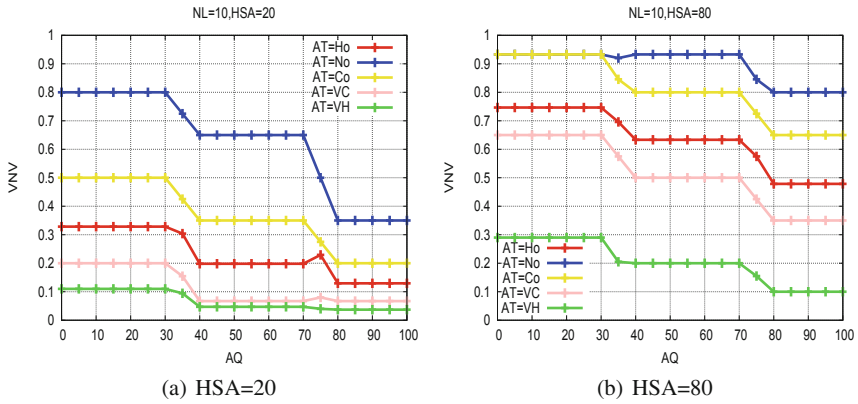 NL=10,HSA=20
1
0.9
0.8
0.7
0.6
0.5
0.4
0.3
0.2
0.1
0
VNV
AT=Ho
AT=No
AT=Co
AT=VC
AT=VH
0 10 20 30 40 50 60 70 80 90 100
AQ
(a) HSA=20
NL=10,HSA=80
1
0.9
0.8
0.7
0.6
0.5
0.4
0.3
0.2
0.1
0
VNV
AT=Ho
AT=No
AT=Co
AT=VC
AT=VH
0 10 20 30 40 50 60 70 80 90 100
AQ
(b) HSA=80